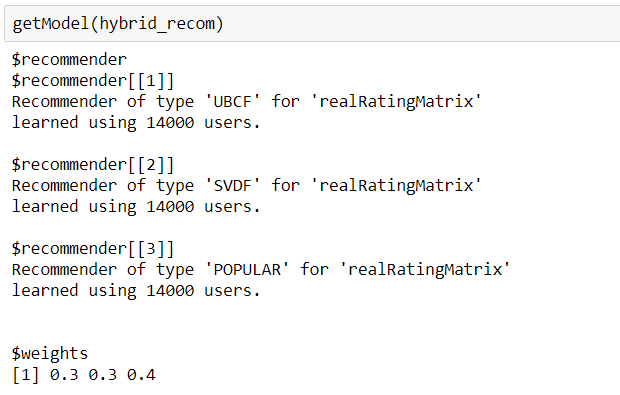 getModel(hybrid_recom)
$recommender
$recommender[[1]]
Recommender of type 'UBCF' for 'realRatingMatrix'
learned using 14000 users.
$recommender[[2]]
Recommender of type 'SVDF' for 'realRatingMatrix'
learned using 14000 users.
$recommender[[3]]
Recommender of type 'POPULAR' for 'realRatingMatrix'
learned using 14000 users.
$weights
[1] 0.3 0.3 0.4